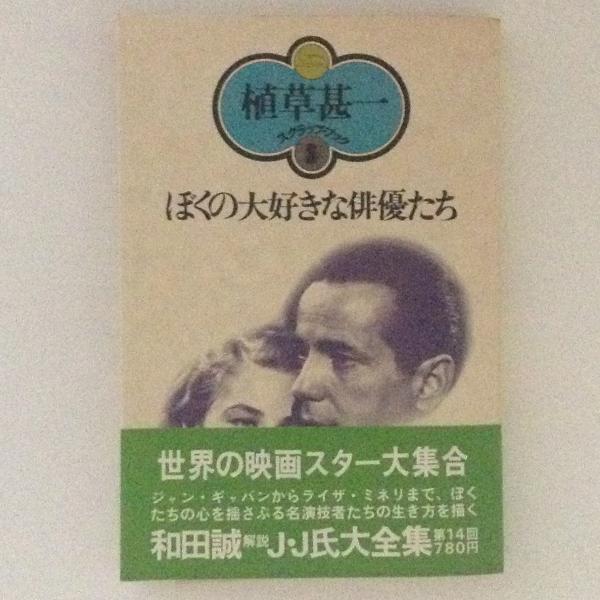 植草甚一
スクラップ・ブック
ぼくの大好きな俳優たち
世界の映画スター大集合
ジャン・ギャバンからライザ・ミネリまで、ぼく
たちの心を揺さぶる名演技者たちの生き方を描く
和田誠 解説 J・J氏大全集 第14回 780円